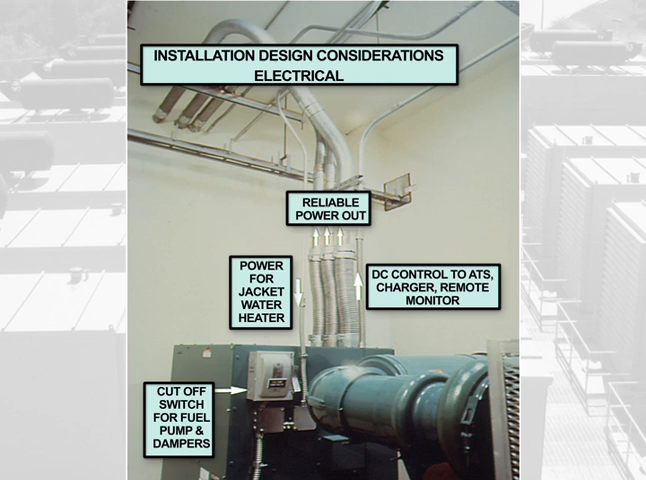 INSTALLATION DESIGN CONSIDERATIONS
ELECTRICAL
RELIABLE
POWER OUT
POWER
FOR
JACKET
WATER
HEATER
DC CONTROL TO ATS,
CHARGER, REMOTE
MONITOR
CUT OFF
SWITCH
FOR FUEL
PUMP &
DAMPERS